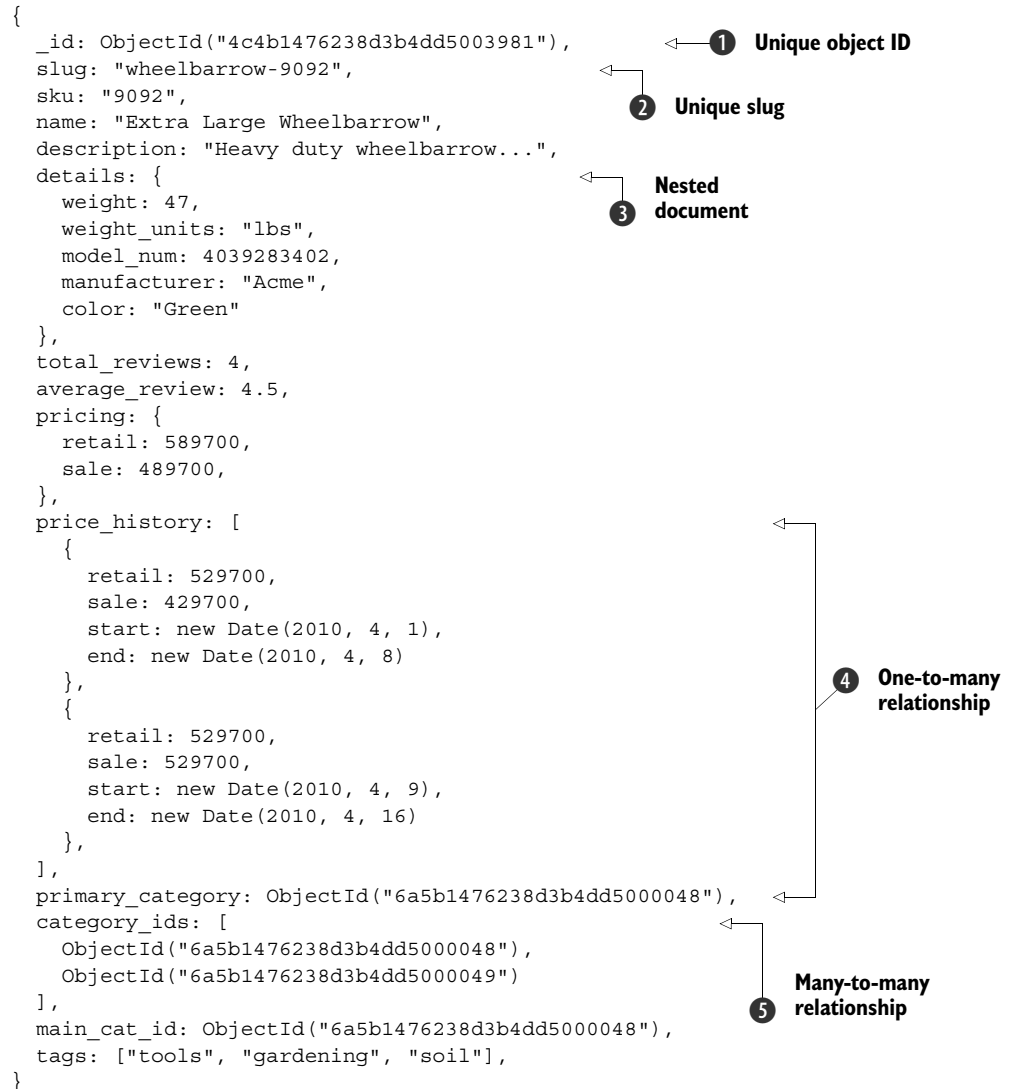 {
_id: ObjectId("4c4b1476238d3b4dd5003981"), ❶ Unique object ID
slug: "wheelbarrow-9092",
sku: "9092",
❷ Unique slug
name: "Extra Large Wheelbarrow",
description: "Heavy duty wheelbarrow...",
details: {
weight: 47,
weight_units: "lbs",
model_num: 4039283402,
manufacturer: "Acme",
color: "Green"
},
❸ Nested
document
total_reviews: 4,
average_review: 4.5,
pricing: {
retail: 589700,
sale: 489700,
},
price_history: [
{
retail: 529700,
sale: 429700,
start: new Date(2010, 4, 1),
end: new Date(2010, 4, 8)
},
{
retail: 529700,
sale: 529700,
start: new Date(2010, 4, 9),
end: new Date(2010, 4, 16)
},
],
❹ One-to-many
relationship
primary_category: ObjectId("6a5b1476238d3b4dd5000048"),
category_ids: [
ObjectId("6a5b1476238d3b4dd5000048"),
ObjectId("6a5b1476238d3b4dd5000049")
],
❺ Many-to-many
relationship
main_cat_id: ObjectId("6a5b1476238d3b4dd5000048"),
tags: ["tools", "gardening", "soil"],
}